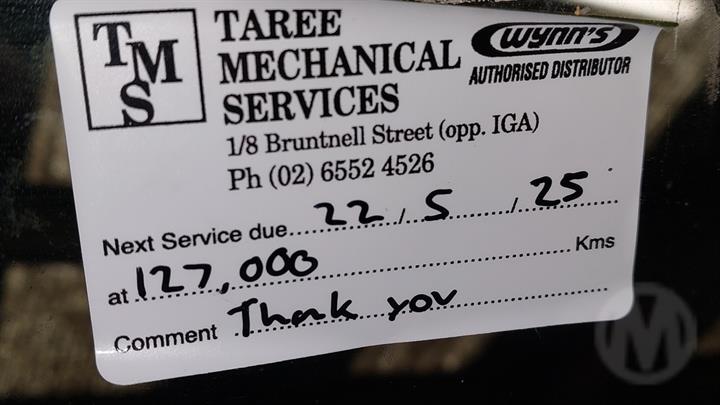 TMS
TAREE
MECHANICAL
SERVICES
WYNN'S
AUTHORISED DISTRIBUTOR
1/8 Bruntnell Street (opp. IGA)
Ph (02) 6552 4526
Next Service due 22 / 5 / 25
at 127,000 Kms
Comment Thank you
M